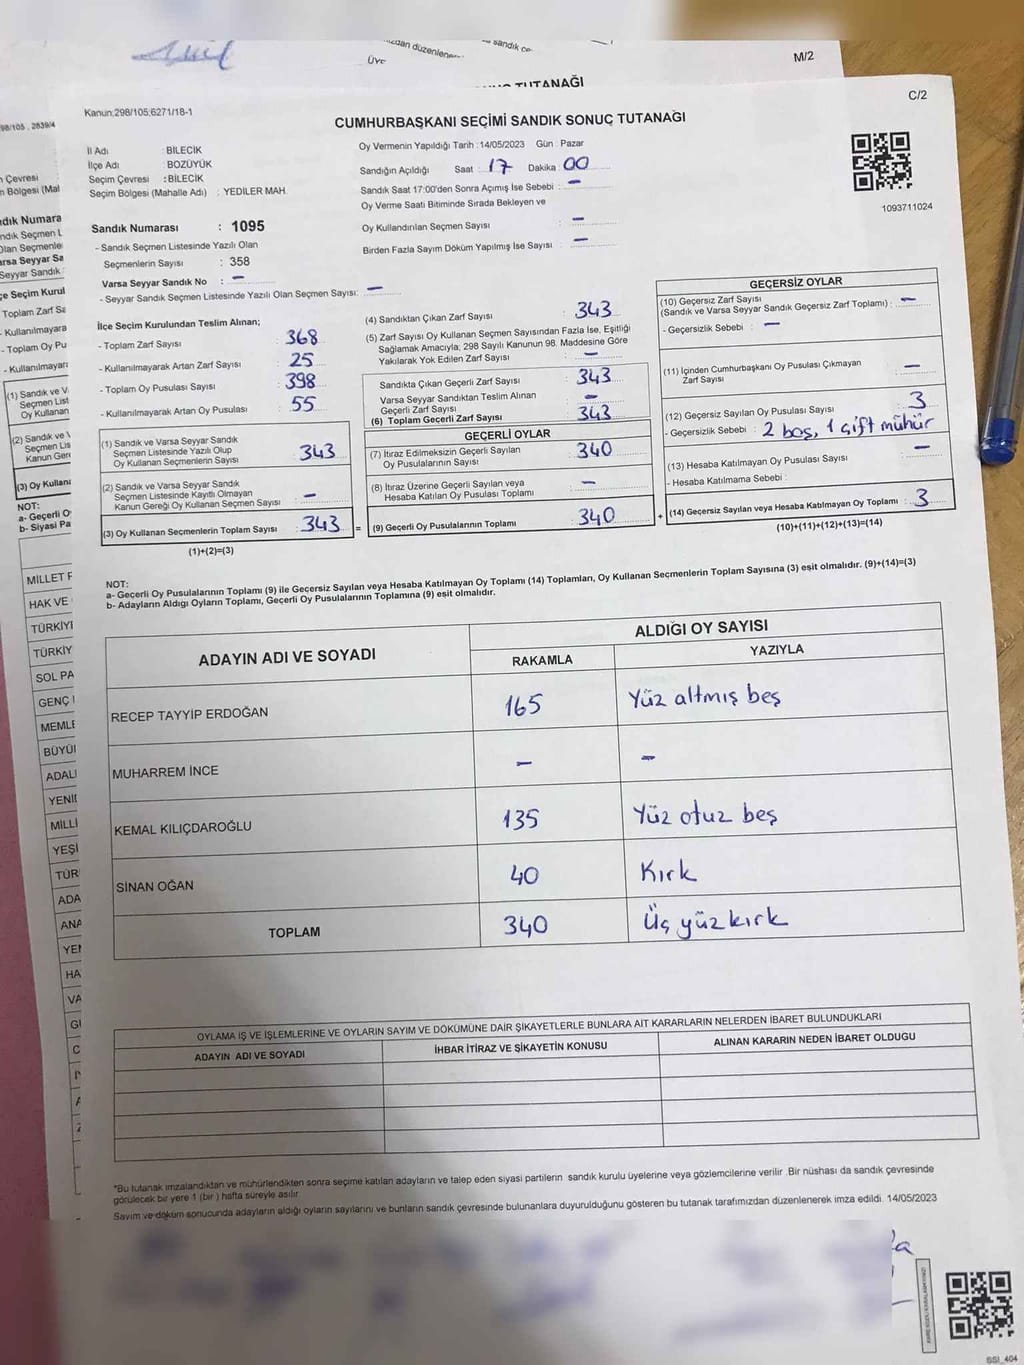 M/2
TUTANAĞI
ÜYE
C/2
Kanun:298/105;6271/18-1
CUMHURBAŞKANI SEÇİMİ SANDIK SONUÇ TUTANAĞI
İl Adı : BİLECİK
İlçe Adı : BOZÜYÜK
Seçim Çevresi : BİLECİK
Seçim Bölgesi (Mahalle Adı) : YEDİLER MAH.
Oy Vermenin Yapıldığı Tarih :14/05/2023 Gün : Pazar
Sandığın Açıldığı Saat : 17 Dakika : 00
Sandık Saat 17:00'den Sonra Açımış İse Sebebi : –
Oy Verme Saati Bitiminde Sırada Bekleyen ve
Oy Kullandırılan Seçmen Sayısı : –
Birden Fazla Sayım Döküm Yapılmış İse Sayısı : –
1093711024
Sandık Numarası : 1095
- Sandık Seçmen Listesinde Yazılı Olan
Seçmenlerin Sayısı : 358
Varsa Seyyar Sandık No : –
- Seyyar Sandık Seçmen Listesinde Yazılı Olan Seçmen Sayısı: –
İlçe Seçim Kurulundan Teslim Alınan;
- Toplam Zarf Sayısı : 368
- Kullanılmayarak Artan Zarf Sayısı : 25
- Toplam Oy Pusulası Sayısı : 398
- Kullanılmayarak Artan Oy Pusulası : 55
(1) Sandık ve Varsa Seyyar Sandık
Seçmen Listesinde Yazılı Olup
Oy Kullanan Seçmenlerin Sayısı : 343
(2) Sandık ve Varsa Seyyar Sandık
Seçmen Listesinde Kayıtlı Olmayan
Kanun Gereği Oy Kullanan Seçmen Sayısı : –
(3) Oy Kullanan Seçmenlerin Toplam Sayısı : 343 =
(1)+(2)=(3)
(4) Sandıktan Çıkan Zarf Sayısı : 343
(5) Zarf Sayısı Oy Kullanan Seçmen Sayısından Fazla İse, Eşitliği
Sağlamak Amacıyla; 298 Sayılı Kanunun 98. Maddesine Göre
Yakılarak Yok Edilen Zarf Sayısı : –
Sandıkta Çıkan Geçerli Zarf Sayısı : 343
Varsa Seyyar Sandıktan Teslim Alınan
Geçerli Zarf Sayısı : –
(6) Toplam Geçerli Zarf Sayısı : 343
GEÇERLİ OYLAR
(7) İtiraz Edilmeksizin Geçerli Sayılan
Oy Pusulalarının Sayısı : 340
(8) İtiraz Üzerine Geçerli Sayılan veya
Hesaba Katılan Oy Pusulası Toplamı : –
(9) Geçerli Oy Pusulalarının Toplamı : 340 +
GEÇERSİZ OYLAR
(10) Geçersiz Zarf Sayısı
(Sandık ve Varsa Seyyar Sandık Geçersiz Zarf Toplamı) : –
- Geçersizlik Sebebi : –
(11) İçinden Cumhurbaşkanı Oy Pusulası Çıkmayan
Zarf Sayısı : –
(12) Geçersiz Sayılan Oy Pusulası Sayısı : 3
- Geçersizlik Sebebi : 2 boş, 1 çift mühür
(13) Hesaba Katılmayan Oy Pusulası Sayısı : –
- Hesaba Katılmama Sebebi :
(14) Geçersiz Sayılan veya Hesaba Katılmayan Oy Toplamı : 3
(10)+(11)+(12)+(13)=(14)
NOT:
a- Geçerli Oy Pusulalarının Toplamı (9) ile Geçersiz Sayılan veya Hesaba Katılmayan Oy Toplamı (14) Toplamları, Oy Kullanan Seçmenlerin Toplam Sayısına (3) eşit olmalıdır. (9)+(14)=(3)
b- Adayların Aldığı Oyların Toplamı, Geçerli Oy Pusulalarının Toplamına (9) eşit olmalıdır.
ADAYIN ADI VE SOYADI ALDIĞI OY SAYISI
RAKAMLA YAZIYLA
RECEP TAYYİP ERDOĞAN 165 Yüz altmış beş
MUHARREM İNCE – –
KEMAL KILIÇDAROĞLU 135 Yüz otuz beş
SİNAN OĞAN 40 Kırk
TOPLAM 340 Üç yüz kırk
OYLAMA İŞ VE İŞLEMLERİNE VE OYLARIN SAYIM VE DÖKÜMÜNE DAİR ŞİKAYETLERLE BUNLARA AİT KARARLARIN NELERDEN İBARET BULUNDUKLARI
ADAYIN ADI VE SOYADI İHBAR İTİRAZ VE ŞİKAYETİN KONUSU ALINAN KARARIN NEDEN İBARET OLDUĞU
*Bu tutanak imzalandıktan ve mühürlendikten sonra seçime katılan adayların ve talep eden siyasi partilerin sandık kurulu üyelerine veya gözlemcilerine verilir .Bir nüshası da sandık çevresinde
görülecek bir yere 1 (bir ) hafta süreyle asılır.
Sayım ve döküm sonucunda adayların aldığı oyların sayılarını ve bunların sandık çevresinde bulunanlara duyurulduğunu gösteren bu tutanak tarafımızdan düzenlenerek imza edildi. 14/05/2023
SSI_404